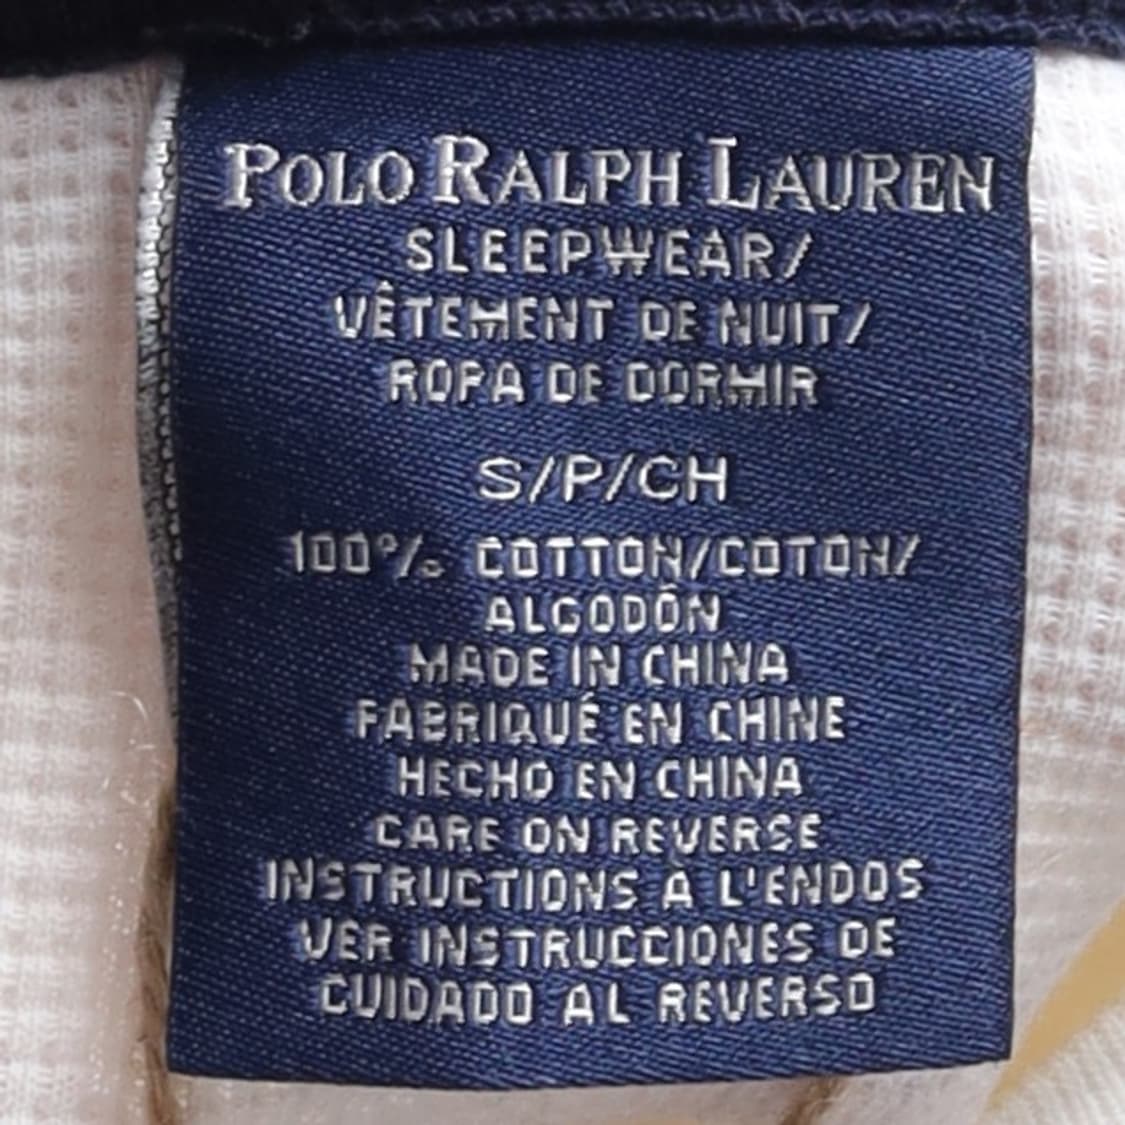 POLO RALPH LAUREN
SLEEPWEAR/
VÊTEMENT DE NUIT/
ROPA DE DORMIR
S/P/CH
100% COTTON/COTON/
ALGODÓN
MADE IN CHINA
FABRIQUÉ EN CHINE
HECHO EN CHINA
CARE ON REVERSE
INSTRUCTIONS À L'ENDOS
VER INSTRUCCIONES DE
CUIDADO AL REVERSO